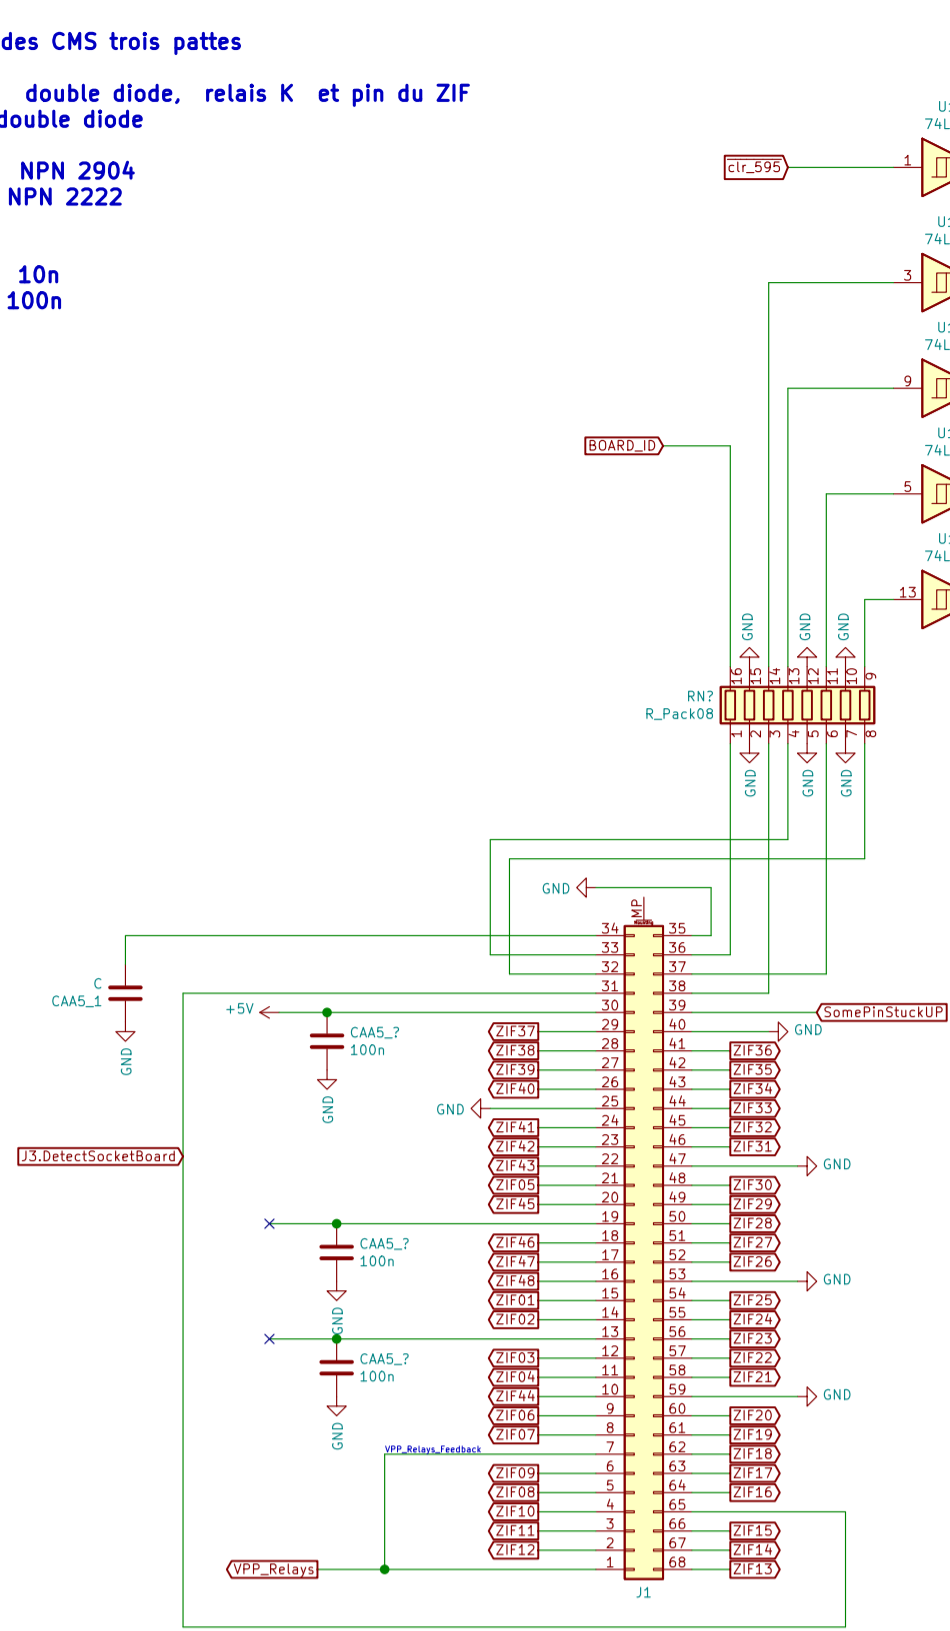 des CMS trois pattes
double diode, relais K et pin du ZIF
double diode
NPN 2904
NPN 2222
10n
100n
74L
clr_595
1
74L
3
74L
9
BOARD_ID
74L
5
74L
13
GND GND GND
16 15 14 13 12 11 10 9
RN?
R_Pack08
1 2 3 4 5 6 7 8
GND GND GND
GND
MP
34 35
33 36
32 37
31 38
C
CAA5_1
GND
+5V 30 39 SomePinStuckUP
CAA5_?
100n
GND
ZIF37 29 40 GND
ZIF38 28 41 ZIF36
ZIF39 27 42 ZIF35
ZIF40 26 43 ZIF34
GND 25 44 ZIF33
ZIF41 24 45 ZIF32
ZIF42 23 46 ZIF31
J3.DetectSocketBoard
ZIF43 22 47 GND
ZIF05 21 48 ZIF30
ZIF45 20 49 ZIF29
19 50 ZIF28
CAA5_?
100n
GND
ZIF46 18 51 ZIF27
ZIF47 17 52 ZIF26
ZIF48 16 53 GND
ZIF01 15 54 ZIF25
ZIF02 14 55 ZIF24
13 56 ZIF23
CAA5_?
100n
GND
ZIF03 12 57 ZIF22
ZIF04 11 58 ZIF21
ZIF44 10 59 GND
ZIF06 9 60 ZIF20
ZIF07 8 61 ZIF19
VPP_Relays_Feedback 7 62 ZIF18
ZIF09 6 63 ZIF17
ZIF08 5 64 ZIF16
ZIF10 4 65
ZIF11 3 66 ZIF15
ZIF12 2 67 ZIF14
VPP_Relays 1 68 ZIF13
J1